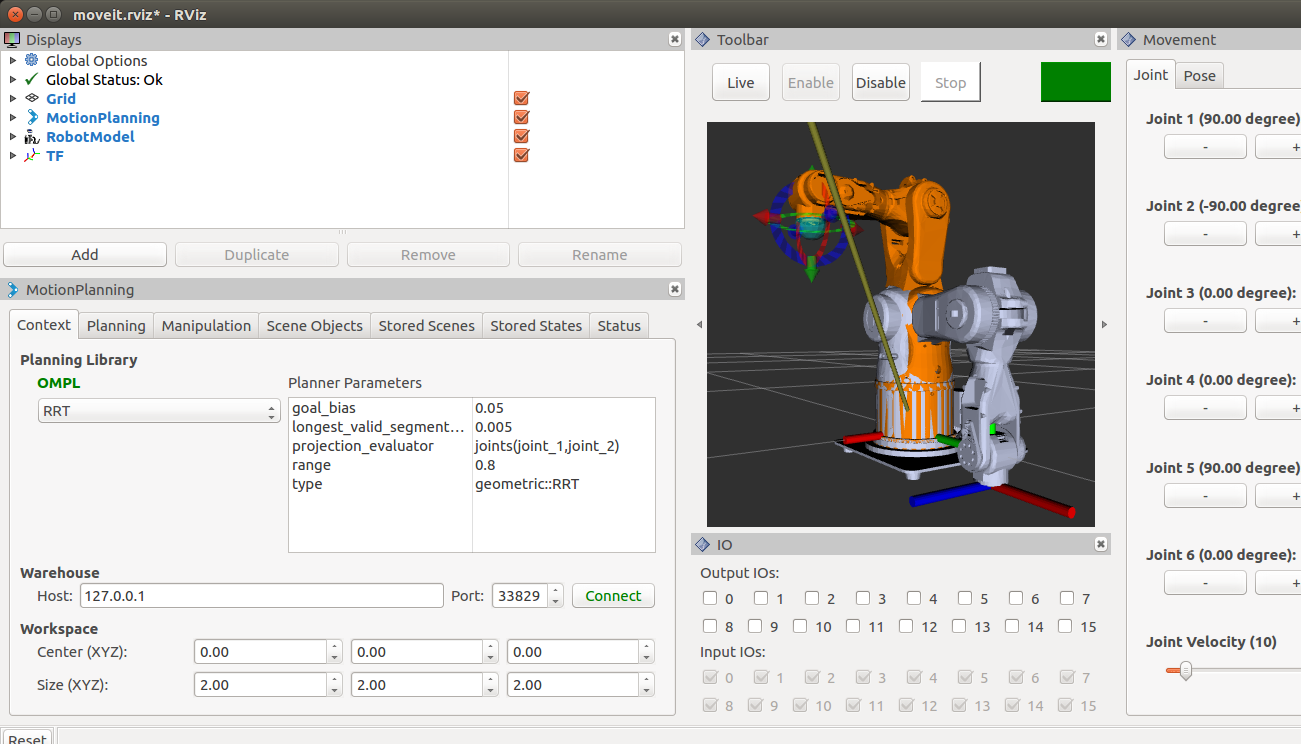 moveit.rviz* - RViz
Displays
Global Options
Global Status: Ok
Grid
MotionPlanning
RobotModel
TF
Add Duplicate Remove Rename
MotionPlanning
Context Planning Manipulation Scene Objects Stored Scenes Stored States Status
Planning Library
OMPL
RRT
Planner Parameters
goal_bias 0.05
longest_valid_segment... 0.005
projection_evaluator joints(joint_1,joint_2)
range 0.8
type geometric::RRT
Warehouse
Host: 127.0.0.1 Port: 33829 Connect
Workspace
Center (XYZ): 0.00 0.00 0.00
Size (XYZ): 2.00 2.00 2.00
Reset
Toolbar
Live Enable Disable Stop
IO
Output IOs:
0 1 2 3 4 5 6 7
8 9 10 11 12 13 14 15
Input IOs:
0 1 2 3 4 5 6 7
8 9 10 11 12 13 14 15
Movement
Joint Pose
Joint 1 (90.00 degree)
- +
Joint 2 (-90.00 degree
- +
Joint 3 (0.00 degree):
- +
Joint 4 (0.00 degree):
- +
Joint 5 (90.00 degree)
- +
Joint 6 (0.00 degree):
- +
Joint Velocity (10)